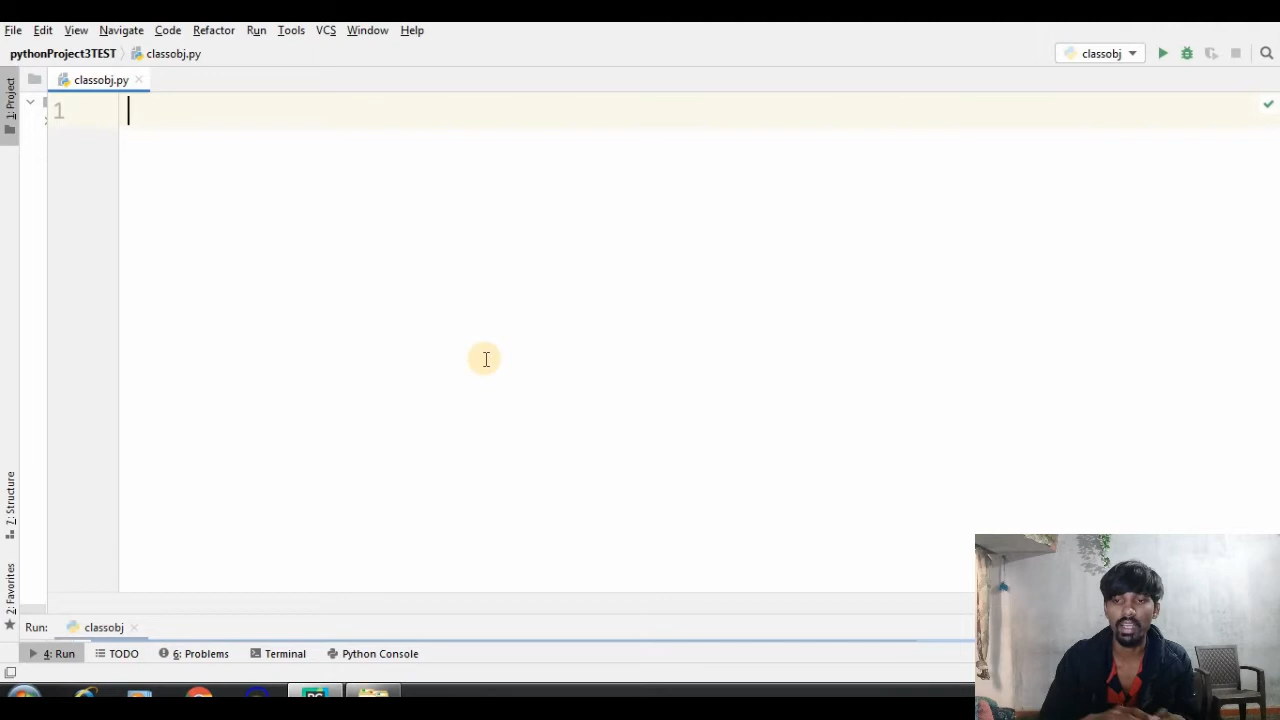 File Edit View Navigate Code Refactor Run Tools VCS Window Help
pythonProject3TEST classobj.py classobj
classobj.py
1: Project
1
7: Structure
2: Favorites
Run: classobj
4: Run TODO 6: Problems Terminal Python Console